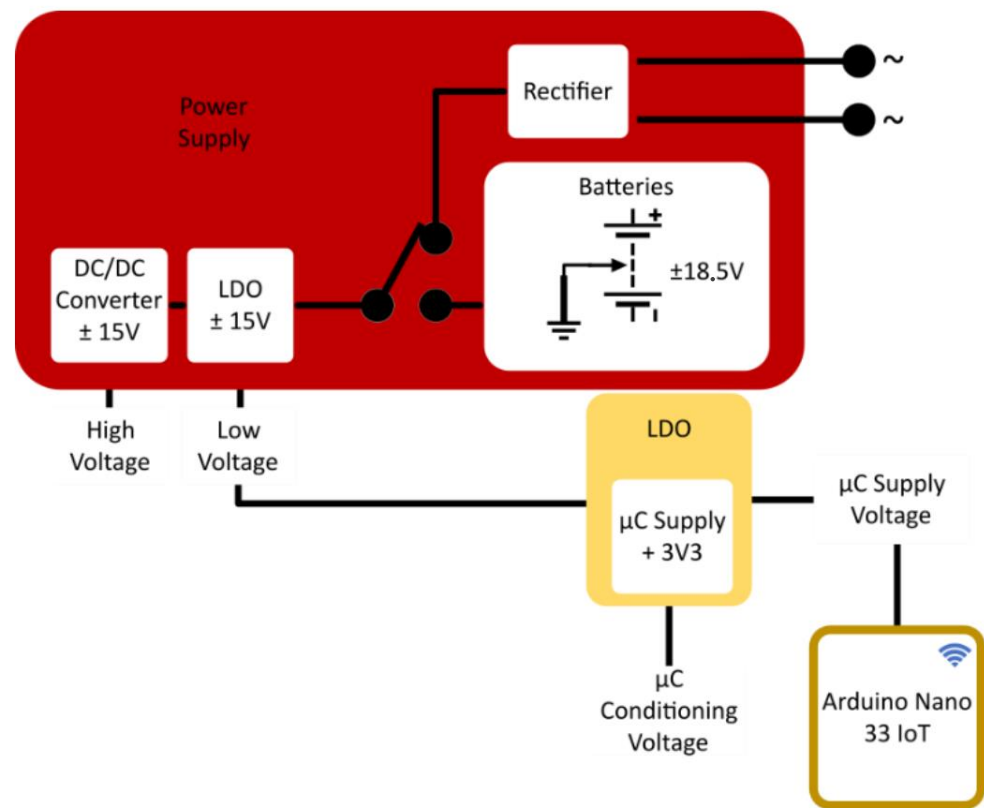 Power
Supply
Rectifier
~
~
Batteries
+
±18.5V
DC/DC
Converter
± 15V
LDO
± 15V
High
Voltage
Low
Voltage
LDO
µC Supply
+ 3V3
µC Supply
Voltage
µC
Conditioning
Voltage
Arduino Nano
33 IoT